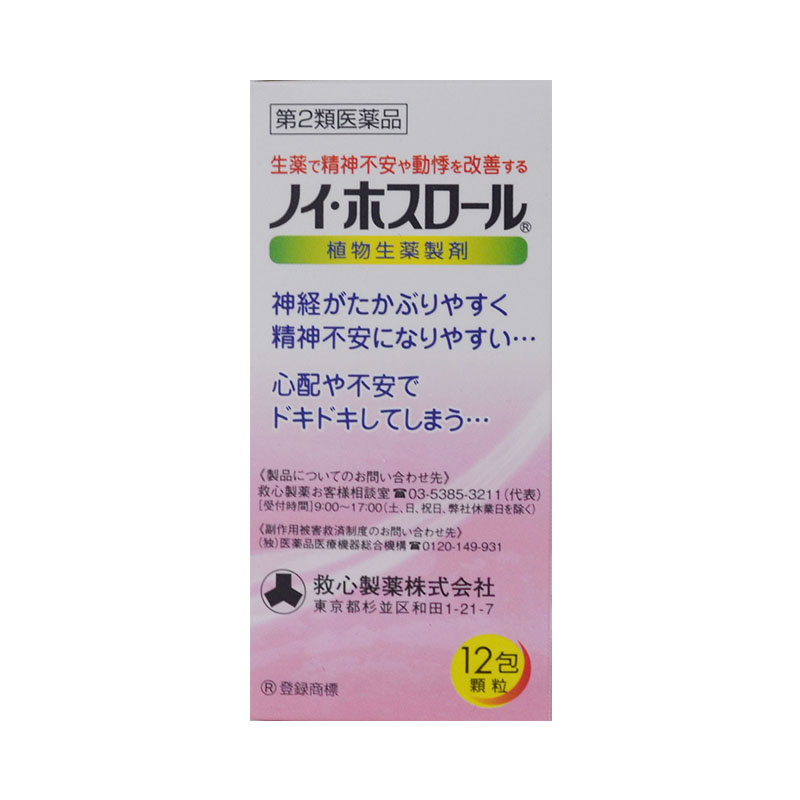 第2類医薬品
生薬で精神不安や動悸を改善する
ノイ・ホスロール®
植物生薬製剤
神経がたかぶりやすく
精神不安になりやすい…
心配や不安で
ドキドキしてしまう…
《製品についてのお問い合わせ先》
救心製薬お客様相談室☎03-5385-3211（代表）
[受付時間]9:00〜17:00（土、日、祝日、弊社休業日を除く）
《副作用被害救済制度のお問い合わせ先》
（独）医薬品医療機器総合機構☎0120-149-931
救心製薬株式会社
東京都杉並区和田1-21-7
12包
顆粒
®登録商標